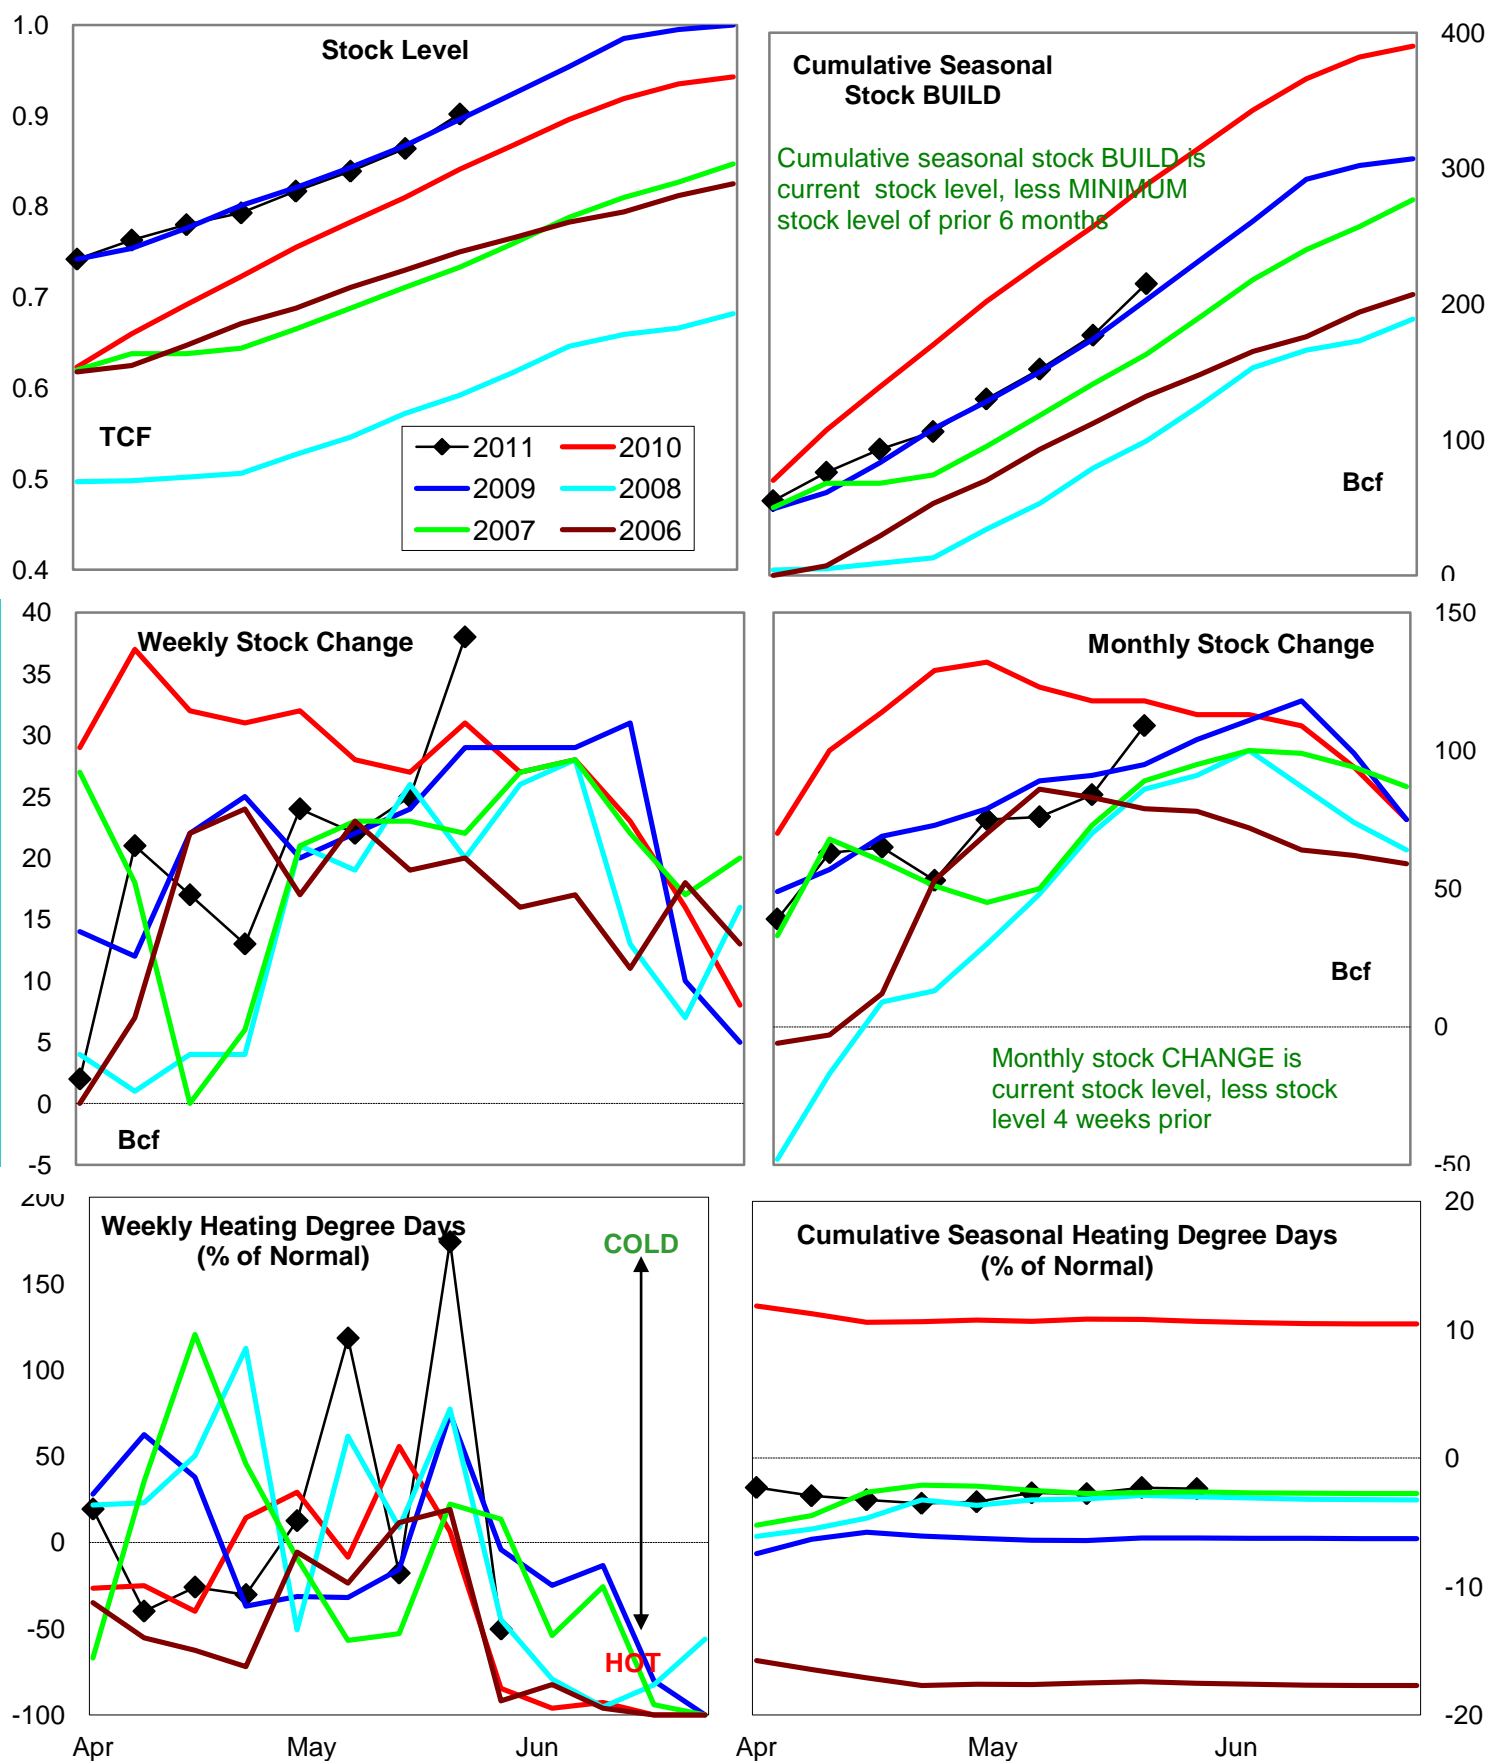 Stock Level
1.0
0.9
0.8
0.7
0.6
0.5
0.4
TCF
2011
2010
2009
2008
2007
2006
Cumulative Seasonal
Stock BUILD
Cumulative seasonal stock BUILD is
current stock level, less MINIMUM
stock level of prior 6 months
Bcf
400
300
200
100
0
Weekly Stock Change
40
35
30
25
20
15
10
5
0
-5
Bcf
Monthly Stock Change
150
100
50
0
-50
Bcf
Monthly stock CHANGE is
current stock level, less stock
level 4 weeks prior
Weekly Heating Degree Days
(% of Normal)
200
150
100
50
0
-50
-100
COLD
HOT
Apr
May
Jun
Cumulative Seasonal Heating Degree Days
(% of Normal)
20
10
0
-10
-20
Apr
May
Jun